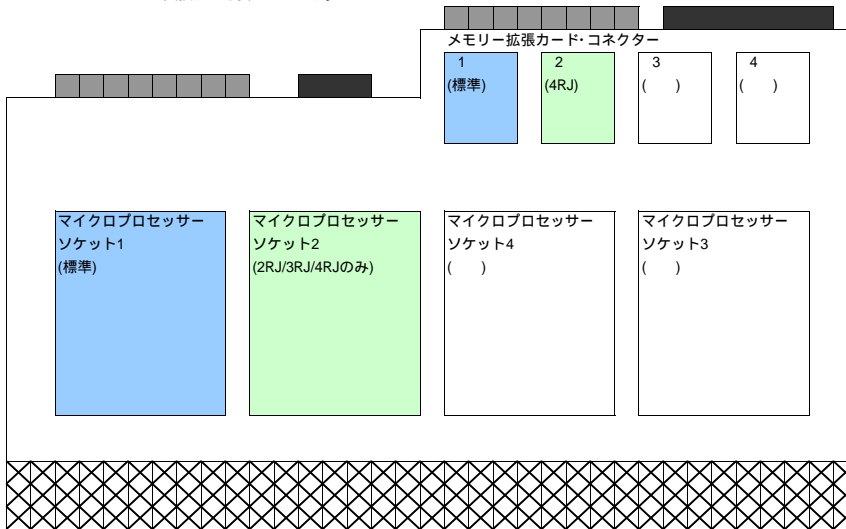 メモリー拡張カード・コネクター
1
(標準)
2
(4RJ)
3
( )
4
( )
マイクロプロセッサー
ソケット1
(標準)
マイクロプロセッサー
ソケット2
(2RJ/3RJ/4RJのみ)
マイクロプロセッサー
ソケット4
( )
マイクロプロセッサー
ソケット3
( )